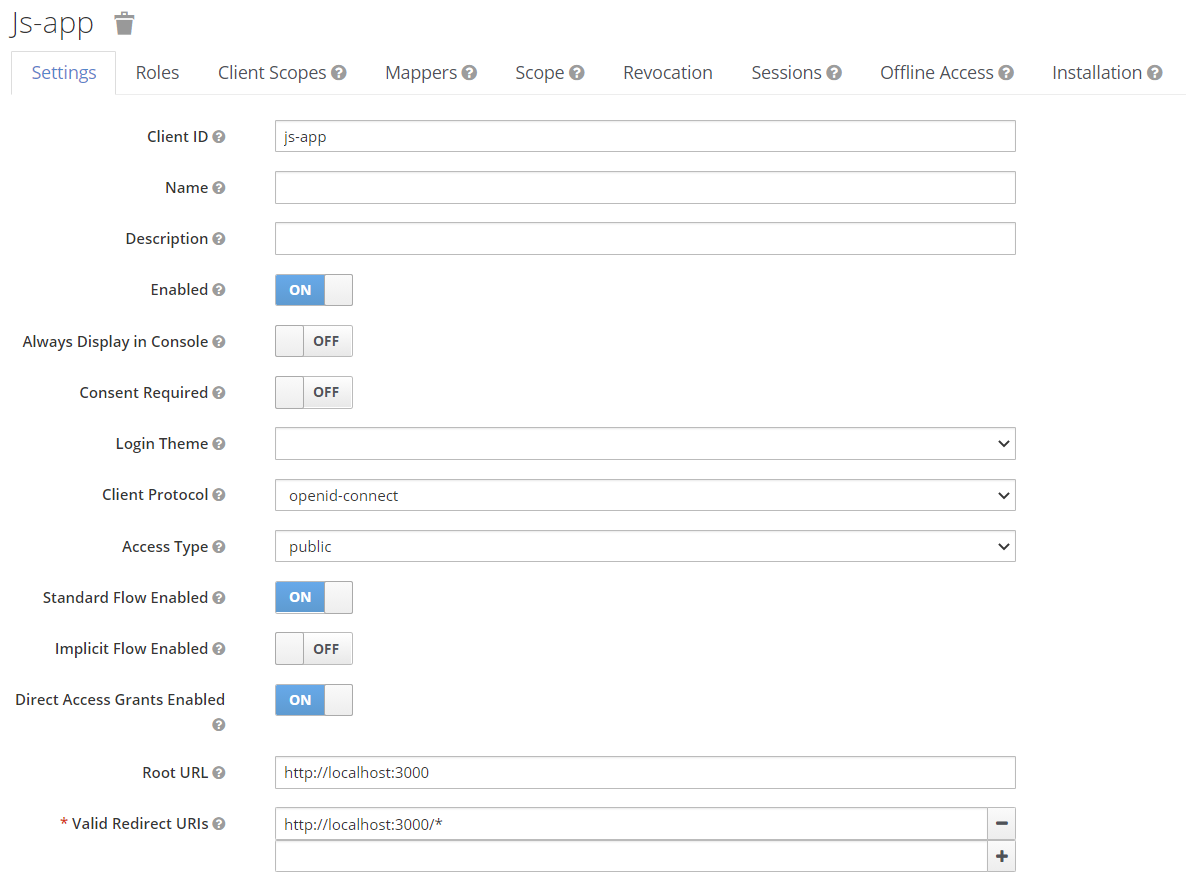 Js-app
Settings Roles Client Scopes Mappers Scope Revocation Sessions Offline Access Installation
Client ID js-app
Name
Description
Enabled ON
Always Display in Console OFF
Consent Required OFF
Login Theme
Client Protocol openid-connect
Access Type public
Standard Flow Enabled ON
Implicit Flow Enabled OFF
Direct Access Grants Enabled ON
Root URL http://localhost:3000
* Valid Redirect URIs http://localhost:3000/*